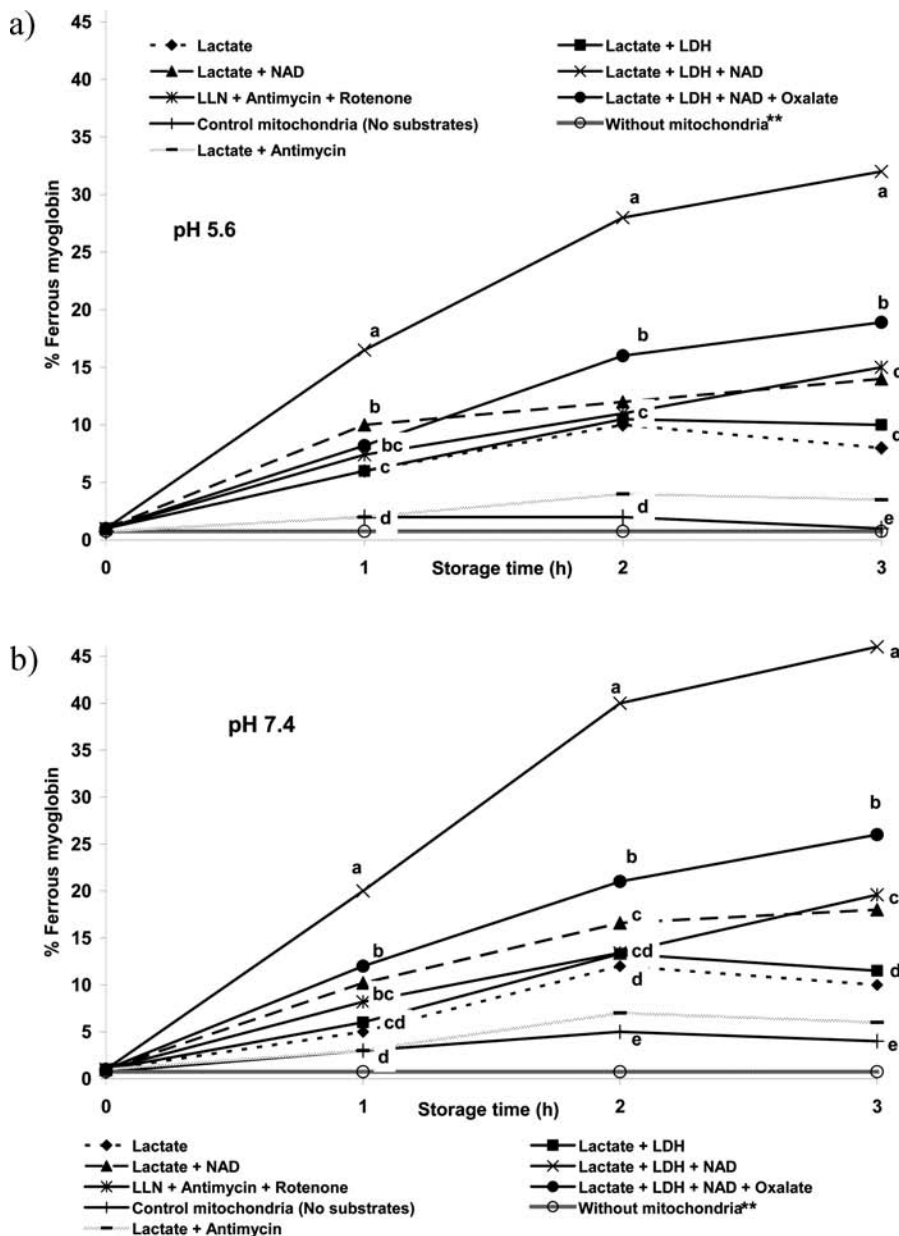 a)
45
40
35
30
25
20
15
10
5
0
% Ferrous myoglobin
Lactate
Lactate + NAD
LLN + Antimycin + Rotenone
Control mitochondria (No substrates)
Lactate + Antimycin
Lactate + LDH
Lactate + LDH + NAD
Lactate + LDH + NAD + Oxalate
Without mitochondria**
pH 5.6
a
b
bc
c
d
a
b
c
d
a
b
c
d
e
0 1 2 3
Storage time (h)
b)
45
40
35
30
25
20
15
10
5
0
% Ferrous myoglobin
pH 7.4
a
b
bc
cd
d
a
b
c
cd
d
e
a
b
c
d
e
0 1 2 3
Storage time (h)
Lactate
Lactate + NAD
LLN + Antimycin + Rotenone
Control mitochondria (No substrates)
Lactate + Antimycin
Lactate + LDH
Lactate + LDH + NAD
Lactate + LDH + NAD + Oxalate
Without mitochondria**